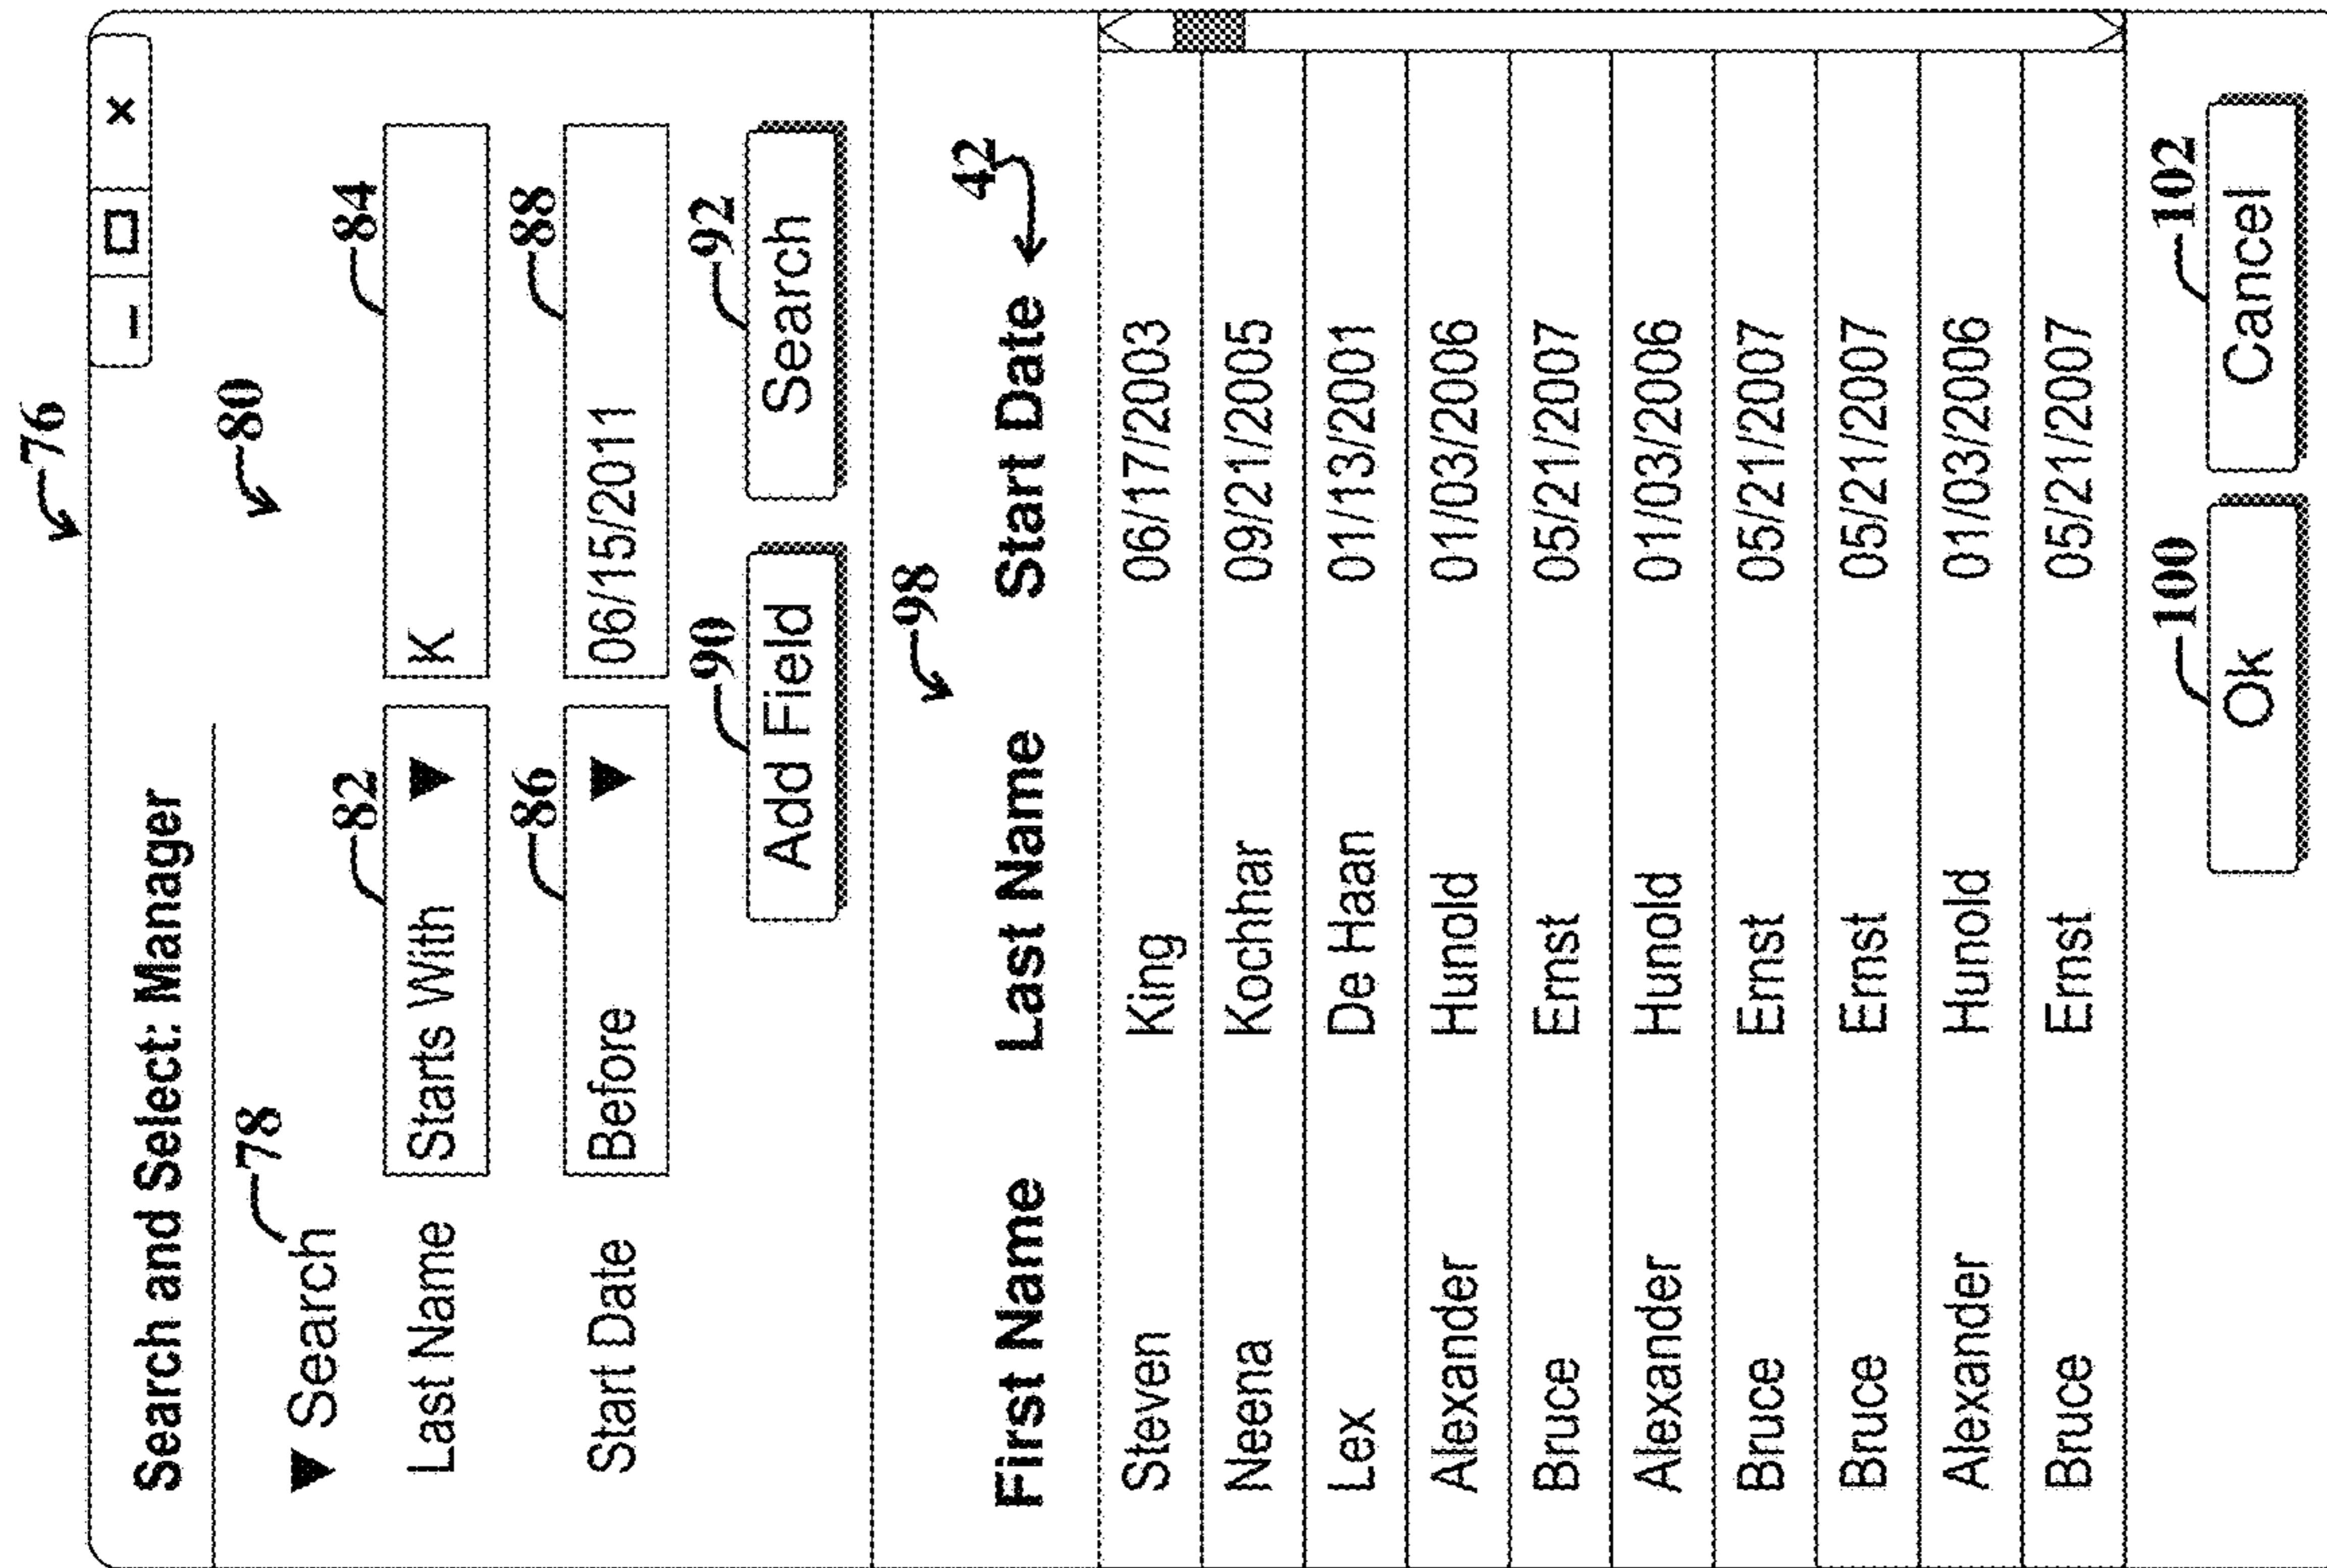 76
Search and Select: Manager – □ ×
78 80
▼ Search
82 84
Last Name Starts With ▼ K
86 88
Start Date Before ▼ 06/15/2011
90 92
Add Field Search
98
42
First Name Last Name Start Date
Steven King 06/17/2003
Neena Kochhar 09/21/2005
Lex De Haan 01/13/2001
Alexander Hunold 01/03/2006
Bruce Ernst 05/21/2007
Alexander Hunold 01/03/2006
Bruce Ernst 05/21/2007
Bruce Ernst 05/21/2007
Alexander Hunold 01/03/2006
Bruce Ernst 05/21/2007
100 102
Ok Cancel